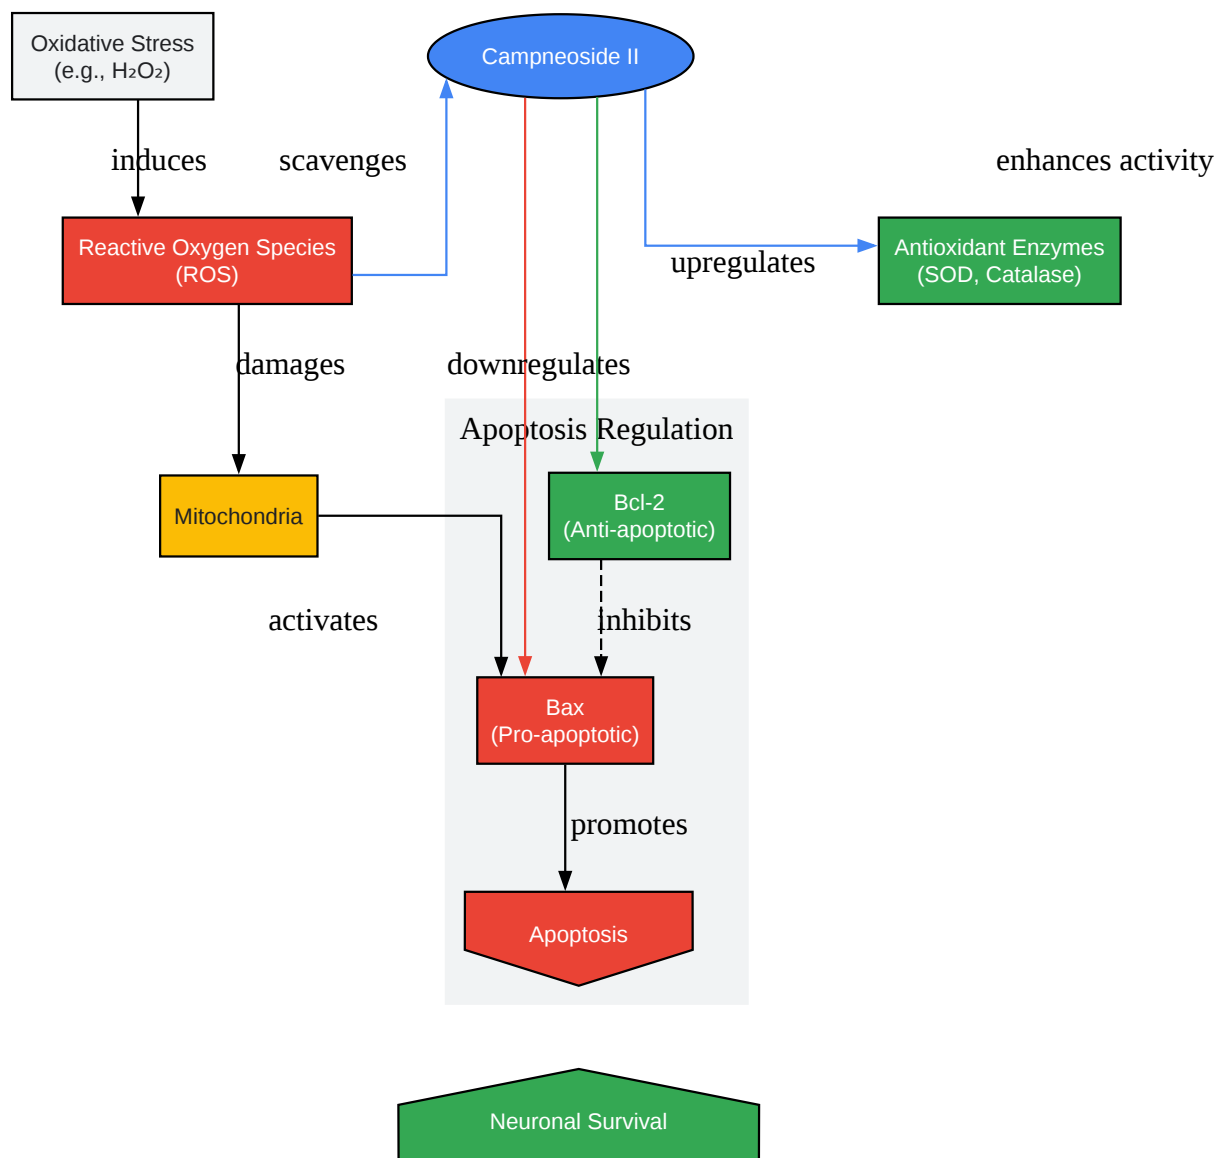 Oxidative Stress
(e.g., H₂O₂)
Campneoside II
induces
scavenges
enhances activity
Reactive Oxygen Species
(ROS)
upregulates
Antioxidant Enzymes
(SOD, Catalase)
damages
downregulates
Apoptosis Regulation
Mitochondria
Bcl-2
(Anti-apoptotic)
activates
inhibits
Bax
(Pro-apoptotic)
promotes
Apoptosis
Neuronal Survival